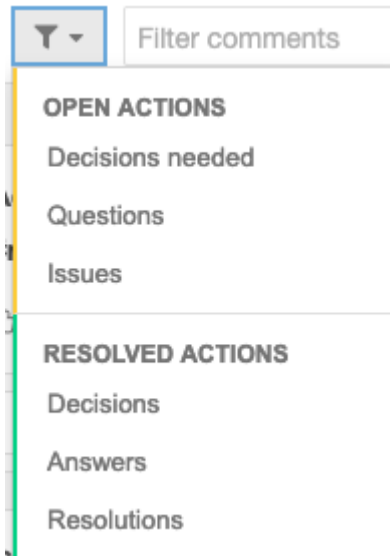 Filter comments
OPEN ACTIONS
Decisions needed
Questions
Issues
RESOLVED ACTIONS
Decisions
Answers
Resolutions